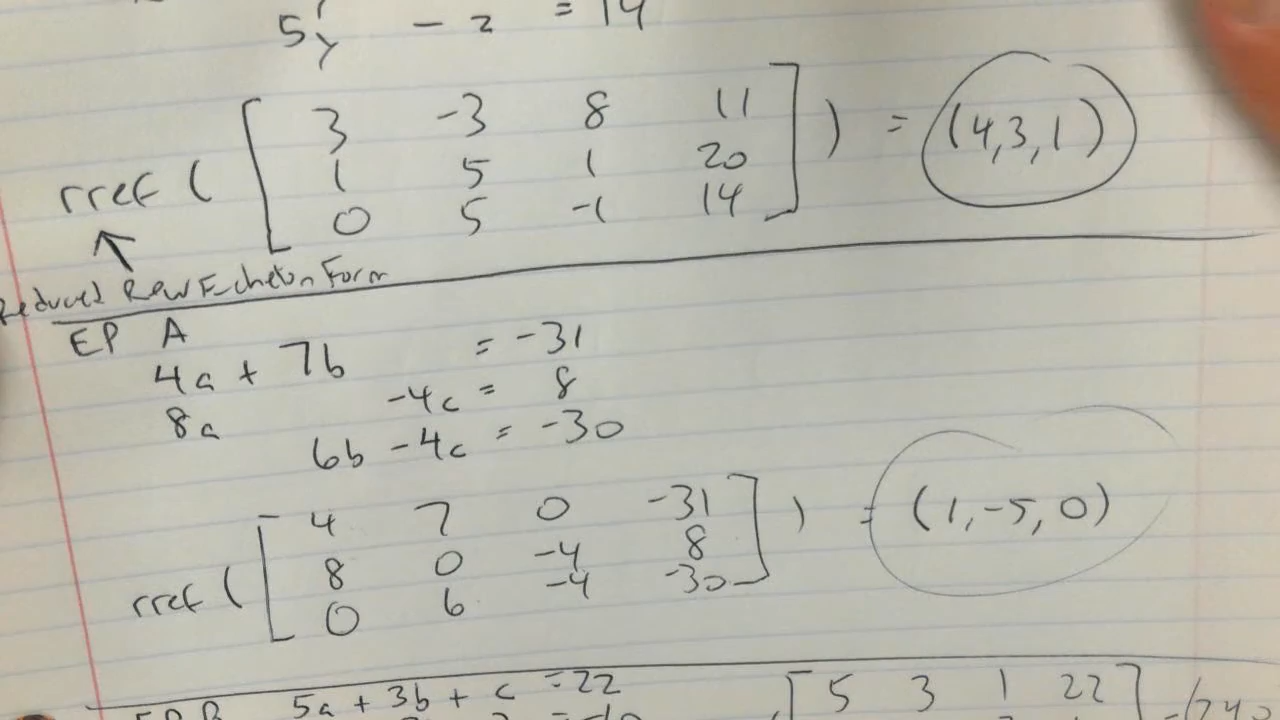 5y - z = 14
rref ( [ 3 -3 8 11 ] ) = (4,3,1)
1 5 1 20
0 5 -1 14
Reduced Row Echelon Form
EP A
4a + 7b = -31
8a -4c = 8
6b - 4c = -30
rref ( [ 4 7 0 -31 ] ) = (1,-5,0)
8 0 -4 8
0 6 -4 -30
5a + 3b + c = 22 [ 5 3 1 22 ]